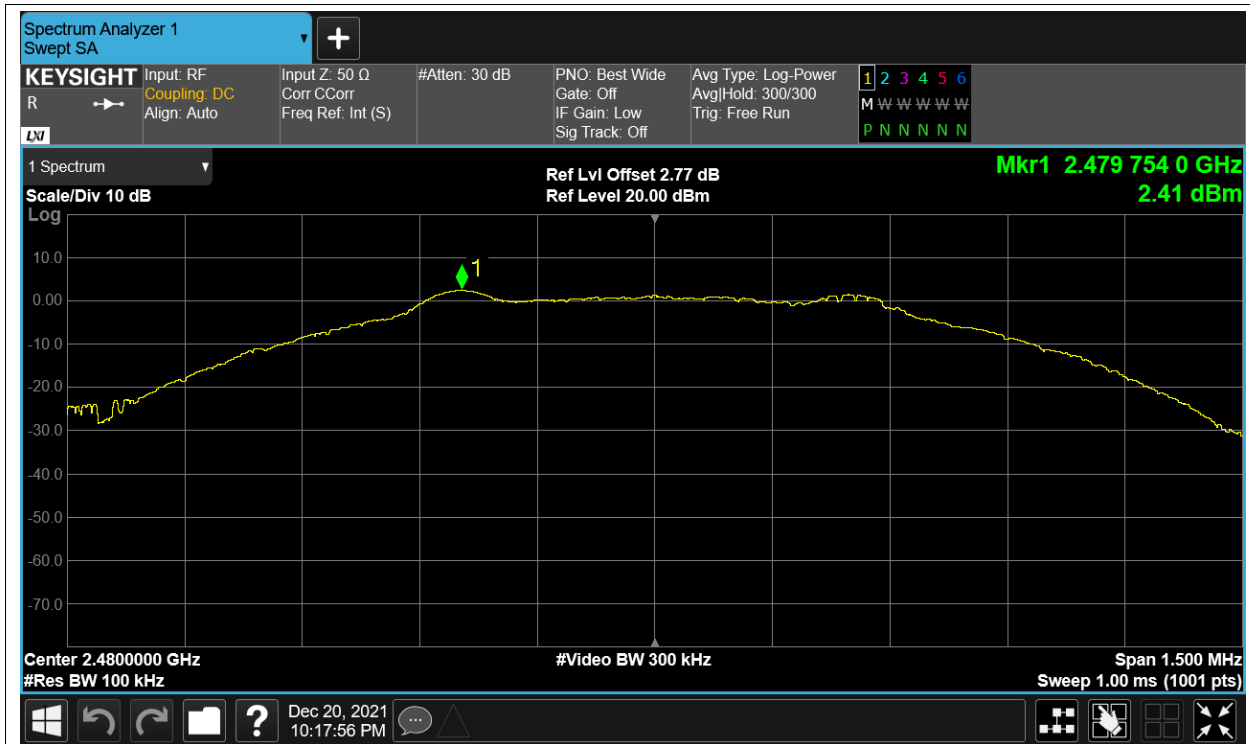 Spectrum Analyzer 1
Swept SA
KEYSIGHT
R
LXI
Input: RF
Coupling: DC
Align: Auto
Input Z: 50 Ω
Corr CCorr
Freq Ref: Int (S)
#Atten: 30 dB
PNO: Best Wide
Gate: Off
IF Gain: Low
Sig Track: Off
Avg Type: Log-Power
Avg|Hold: 300/300
Trig: Free Run
1 2 3 4 5 6
M W W W W W
P N N N N N
1 Spectrum
Scale/Div 10 dB
Log
Ref Lvl Offset 2.77 dB
Ref Level 20.00 dBm
Mkr1 2.479 754 0 GHz
2.41 dBm
1
10.0
0.00
-10.0
-20.0
-30.0
-40.0
-50.0
-60.0
-70.0
Center 2.4800000 GHz
#Res BW 100 kHz
#Video BW 300 kHz
Span 1.500 MHz
Sweep 1.00 ms (1001 pts)
?
Dec 20, 2021
10:17:56 PM